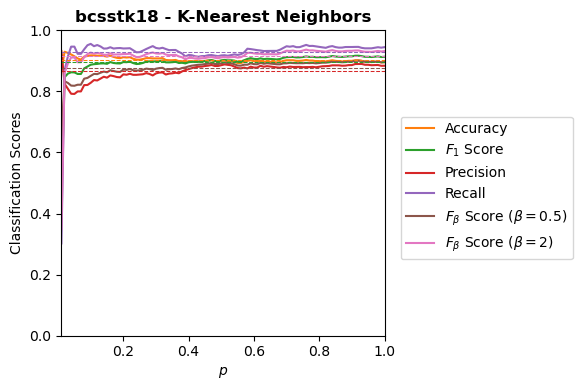 bcsstk18 - K-Nearest Neighbors
Classification Scores
1.0
0.8
0.6
0.4
0.2
0.0
0.2 0.4 0.6 0.8 1.0
p
Accuracy
F₁ Score
Precision
Recall
Fᵦ Score (β = 0.5)
Fᵦ Score (β = 2)